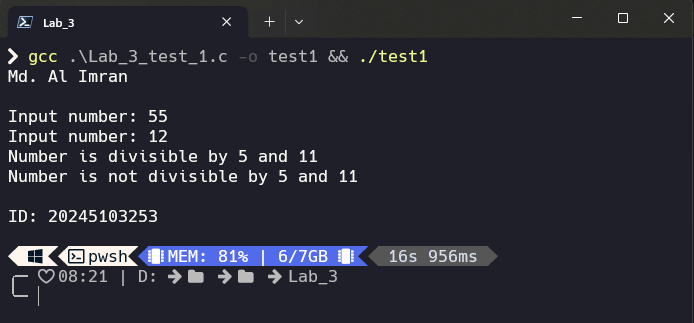 Lab_3
gcc .\Lab_3_test_1.c -o test1 && ./test1
Md. Al Imran
Input number: 55
Input number: 12
Number is divisible by 5 and 11
Number is not divisible by 5 and 11
ID: 20245103253
pwsh MEM: 81% | 6/7GB 16s 956ms
08:21 | D: → → → Lab_3